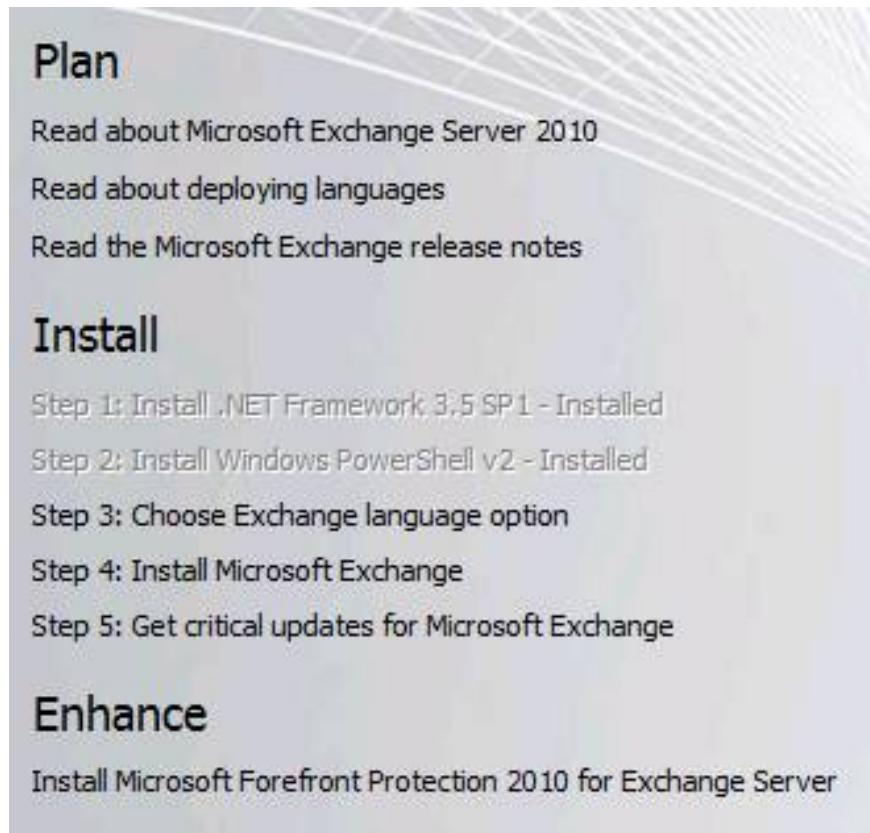 Plan
Read about Microsoft Exchange Server 2010
Read about deploying languages
Read the Microsoft Exchange release notes
Install
Step 1: Install .NET Framework 3.5 SP1 - Installed
Step 2: Install Windows PowerShell v2 - Installed
Step 3: Choose Exchange language option
Step 4: Install Microsoft Exchange
Step 5: Get critical updates for Microsoft Exchange
Enhance
Install Microsoft Forefront Protection 2010 for Exchange Server